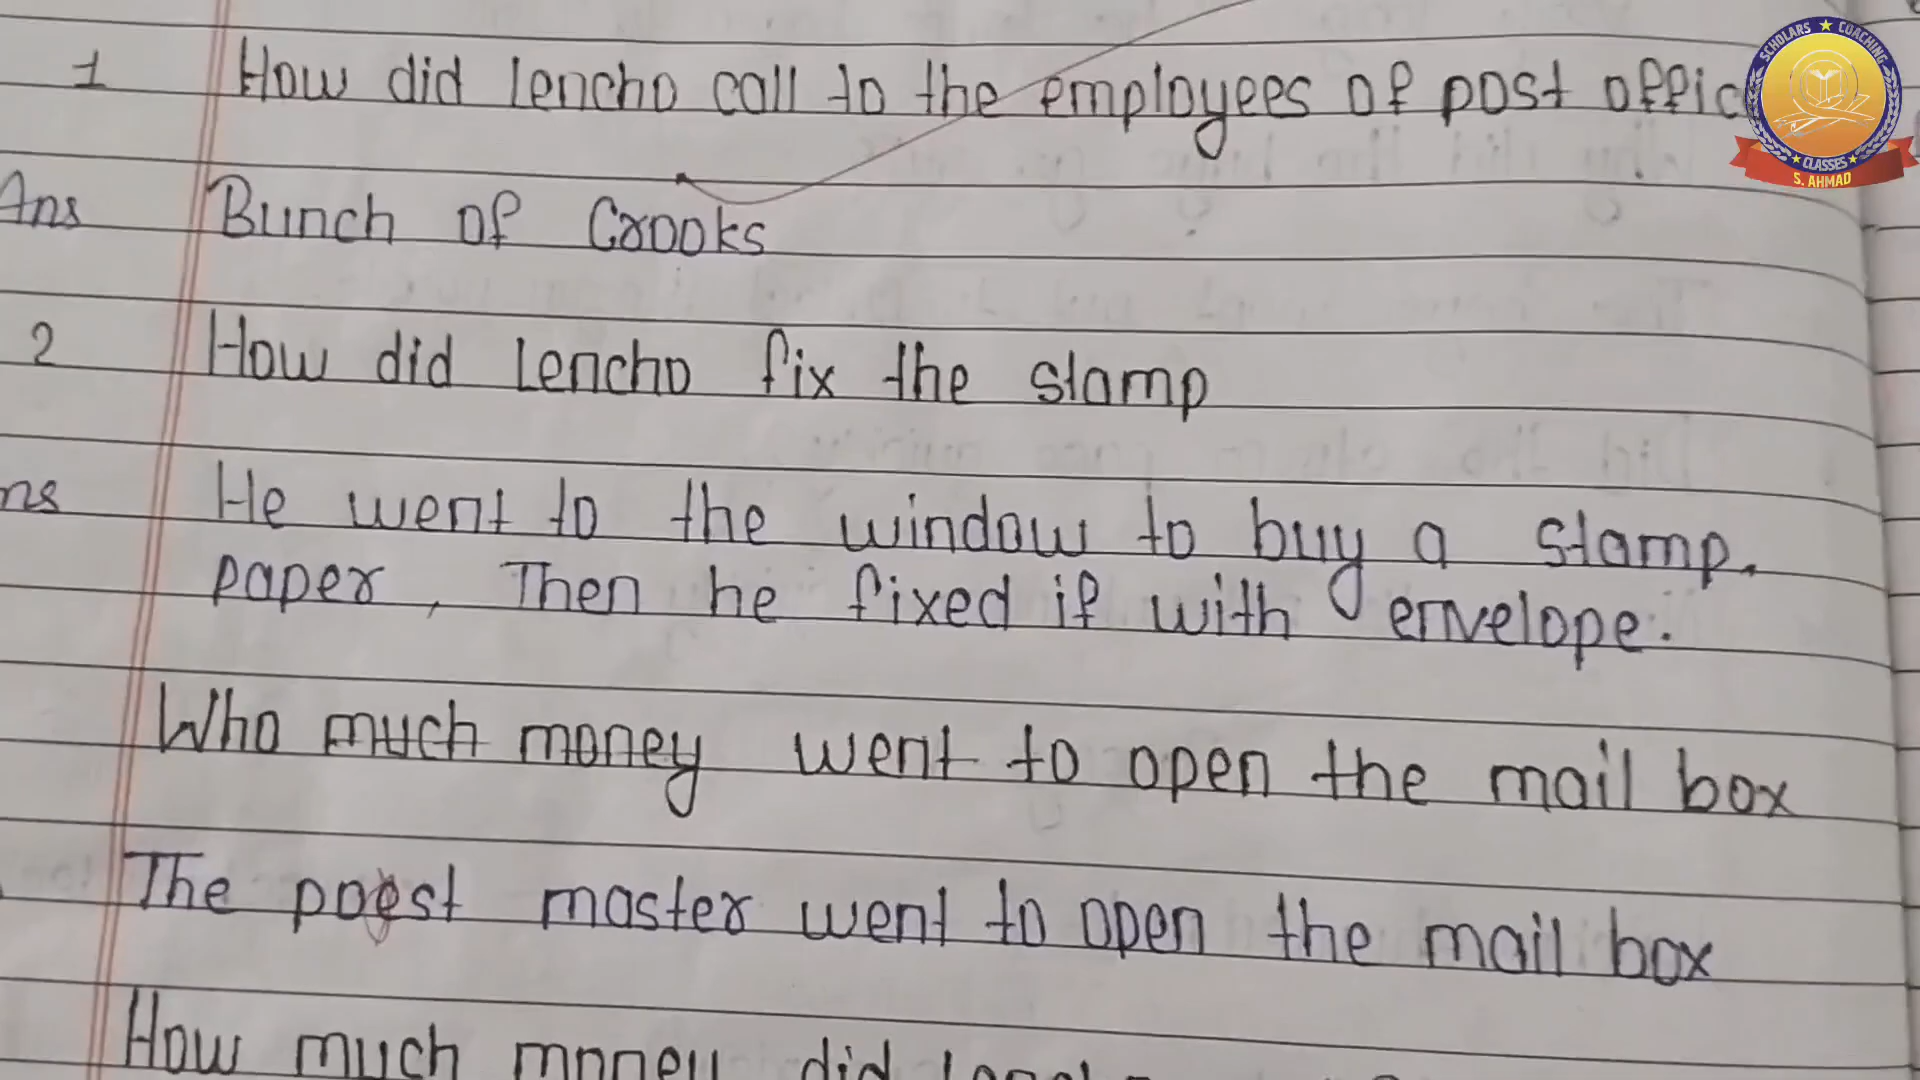 1 How did Lencho call to the employees of post offic
Ans Bunch of Crooks
2 How did Lencho fix the stamp
ns He went to the window to buy a stamp.
paper, Then he fixed if with envelope.
Who much money went to open the mail box
The poest master went to open the mail box
How much money did
SCHOLARS ★ COACHING
★ CLASSES ★
S. AHMAD